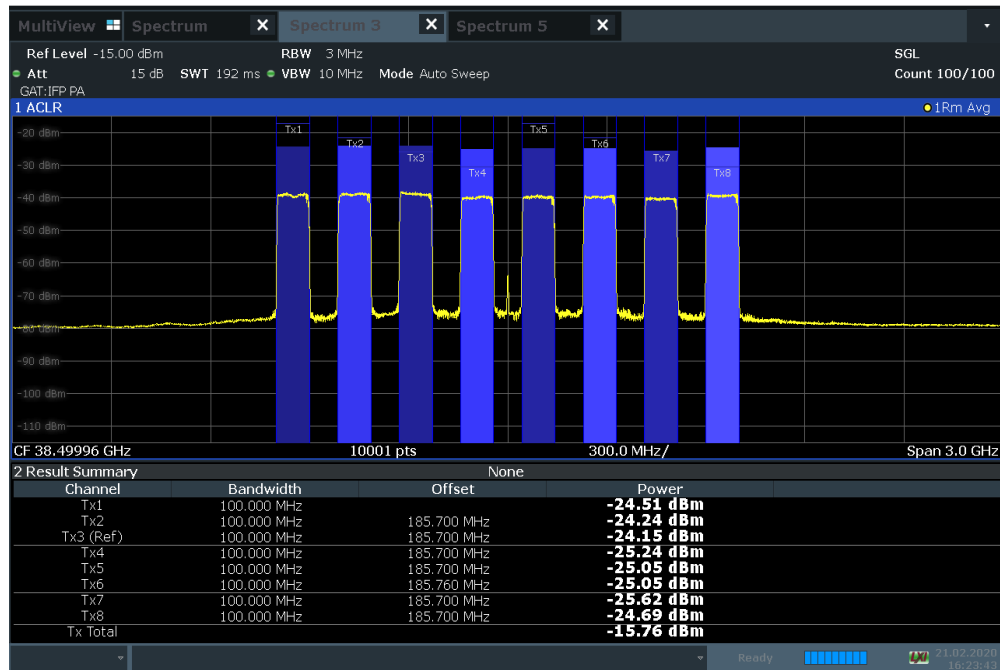 MultiView Spectrum X Spectrum 3 X Spectrum 5 X
Ref Level -15.00 dBm RBW 3 MHz SGL
Att 15 dB SWT 192 ms VBW 10 MHz Mode Auto Sweep Count 100/100
GAT:IFP PA
1 ACLR 1Rm Avg
-20 dBm
Tx1 Tx5
Tx2 Tx6
Tx3 Tx7
-30 dBm
Tx4 Tx8
-40 dBm
-50 dBm
-60 dBm
-70 dBm
-80 dBm
-90 dBm
-100 dBm
-110 dBm
CF 38.49996 GHz 10001 pts 300.0 MHz/ Span 3.0 GHz
2 Result Summary None
Channel Bandwidth Offset Power
Tx1 100.000 MHz -24.51 dBm
Tx2 100.000 MHz 185.700 MHz -24.24 dBm
Tx3 (Ref) 100.000 MHz 185.700 MHz -24.15 dBm
Tx4 100.000 MHz 185.700 MHz -25.24 dBm
Tx5 100.000 MHz 185.700 MHz -25.05 dBm
Tx6 100.000 MHz 185.760 MHz -25.05 dBm
Tx7 100.000 MHz 185.700 MHz -25.62 dBm
Tx8 100.000 MHz 185.700 MHz -24.69 dBm
Tx Total -15.76 dBm
Ready LXI 21.02.2020
16:23:43